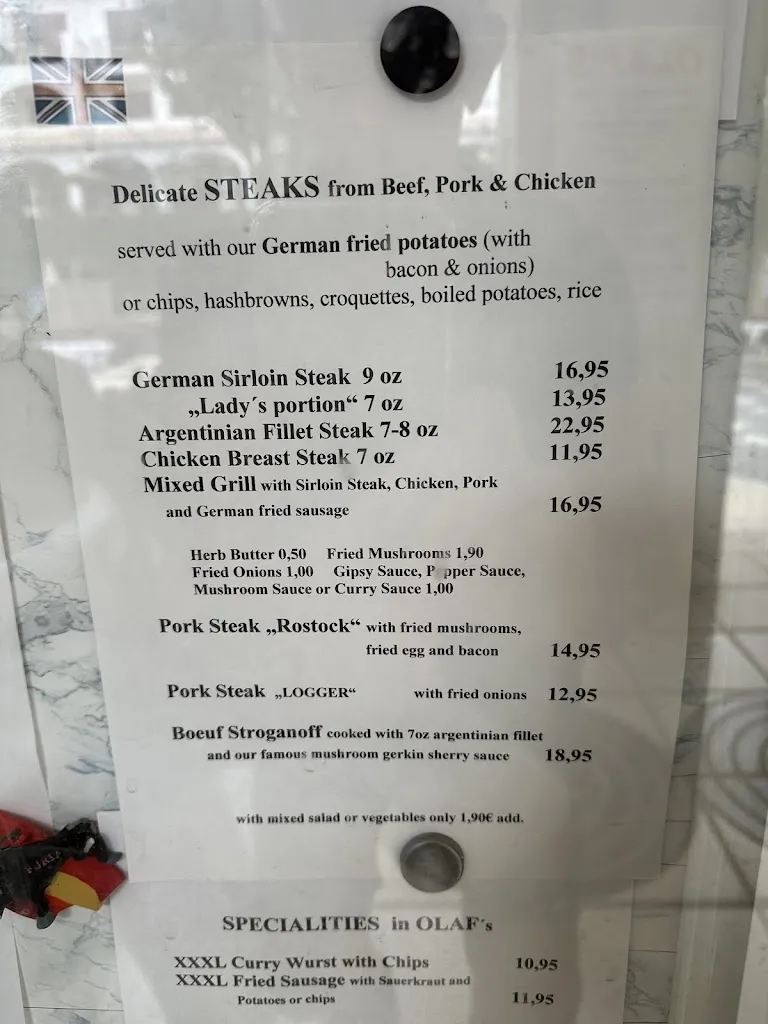 Delicate STEAKS from Beef, Pork & Chicken
served with our German fried potatoes (with
bacon & onions)
or chips, hashbrowns, croquettes, boiled potatoes, rice
German Sirloin Steak 9 oz 16,95
„Lady´s portion“ 7 oz 13,95
Argentinian Fillet Steak 7-8 oz 22,95
Chicken Breast Steak 7 oz 11,95
Mixed Grill with Sirloin Steak, Chicken, Pork
and German fried sausage 16,95
Herb Butter 0,50 Fried Mushrooms 1,90
Fried Onions 1,00 Gipsy Sauce, P pper Sauce,
Mushroom Sauce or Curry Sauce 1,00
Pork Steak „Rostock“ with fried mushrooms,
fried egg and bacon 14,95
Pork Steak „LOGGER“ with fried onions 12,95
Boeuf Stroganoff cooked with 7oz argentinian fillet
and our famous mushroom gerkin sherry sauce 18,95
with mixed salad or vegetables only 1,90€ add.
SPECIALITIES in OLAF´s
XXXL Curry Wurst with Chips 10,95
XXXL Fried Sausage with Sauerkraut and
Potatoes or chips 11,95